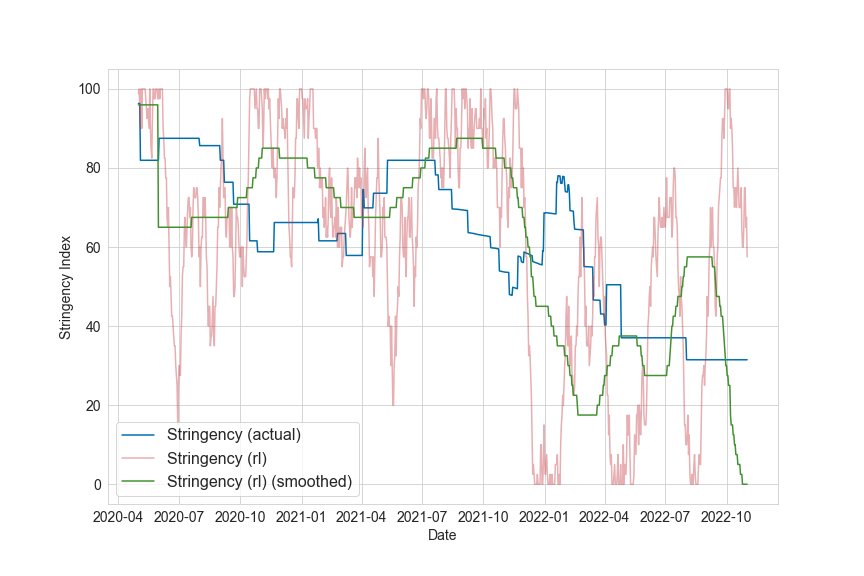 100
80
60
40
20
0
Stringency Index
Stringency (actual)
Stringency (rl)
Stringency (rl) (smoothed)
2020-04 2020-07 2020-10 2021-01 2021-04 2021-07 2021-10 2022-01 2022-04 2022-07 2022-10
Date